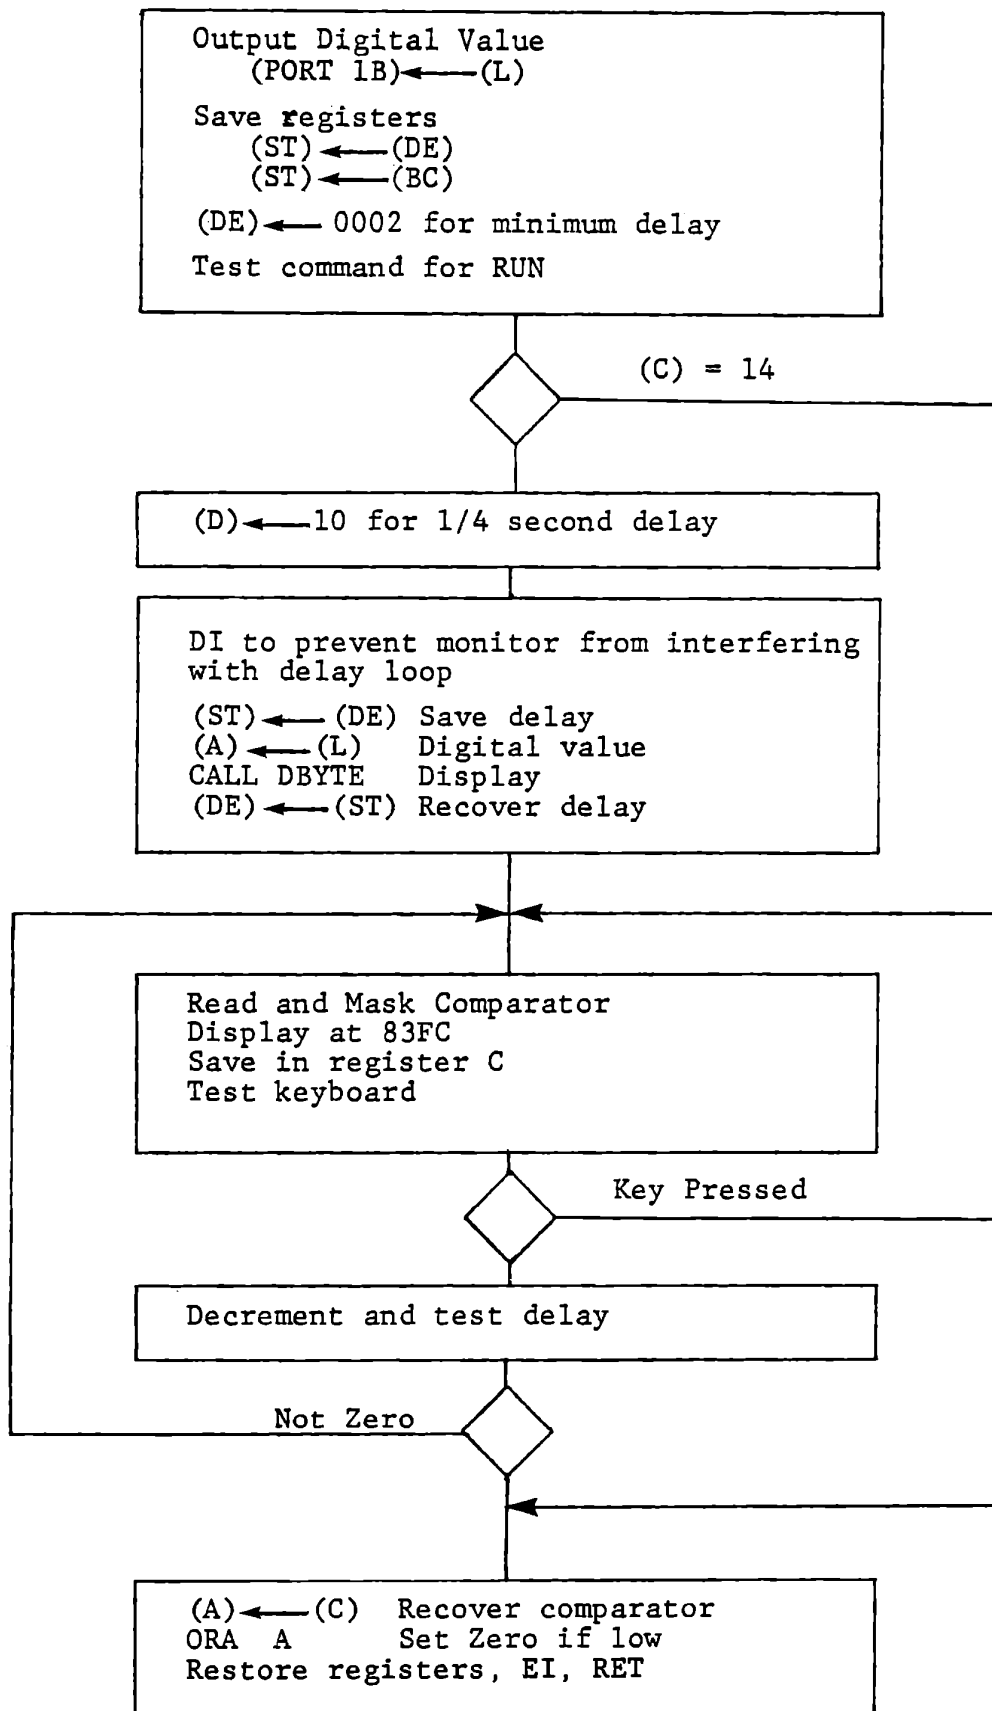 Output Digital Value
(PORT 1B)←(L)
Save registers
(ST)←(DE)
(ST)←(BC)
(DE)← 0002 for minimum delay
Test command for RUN
(C) = 14
(D)←10 for 1/4 second delay
DI to prevent monitor from interfering
with delay loop
(ST)← (DE) Save delay
(A)← (L) Digital value
CALL DBYTE Display
(DE)← (ST) Recover delay
Read and Mask Comparator
Display at 83FC
Save in register C
Test keyboard
Key Pressed
Decrement and test delay
Not Zero
(A)←(C) Recover comparator
ORA A Set Zero if low
Restore registers, EI, RET